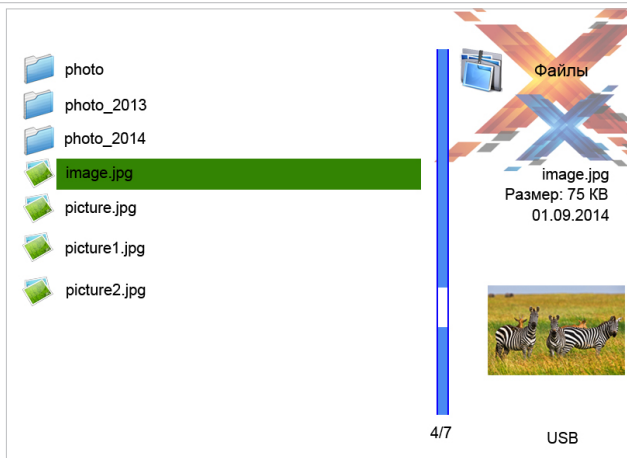 photo
photo_2013
photo_2014
image.jpg
picture.jpg
picture1.jpg
picture2.jpg
4/7
Файлы
image.jpg
Размер: 75 КВ
01.09.2014
USB